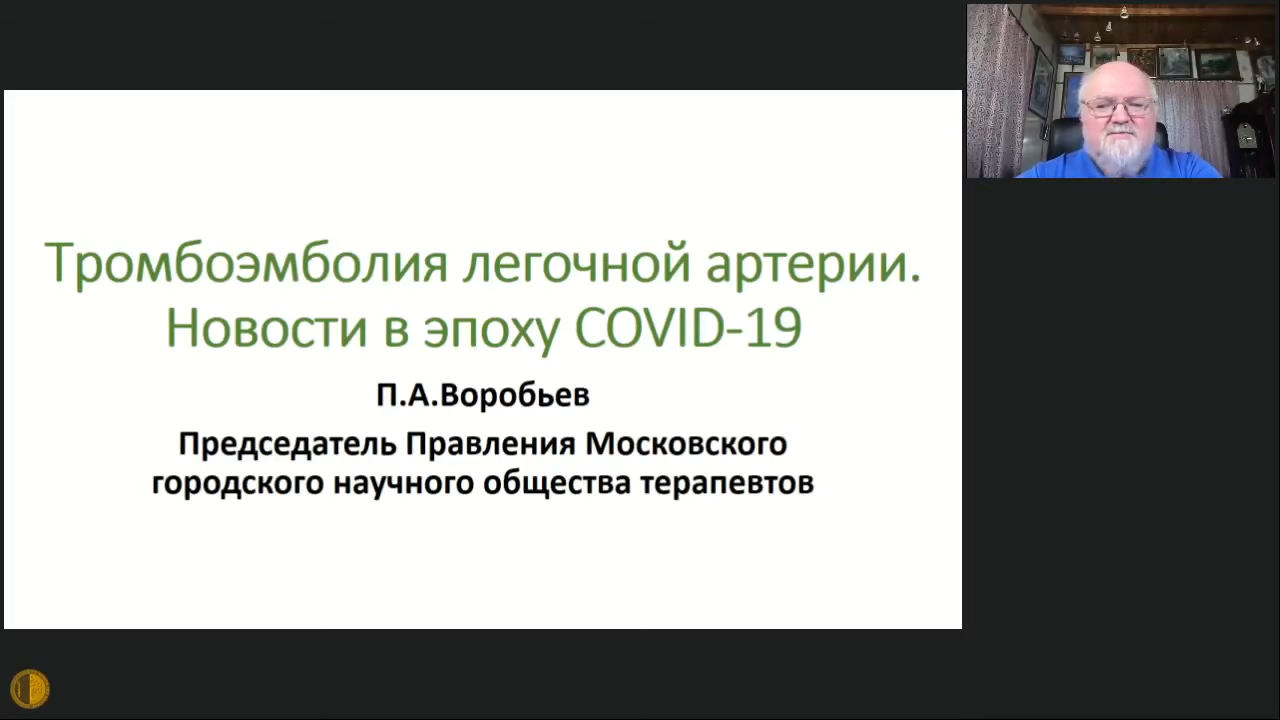 Тромбоэмболия легочной артерии.
Новости в эпоху COVID-19
П.А.Воробьев
Председатель Правления Московского
городского научного общества терапевтов